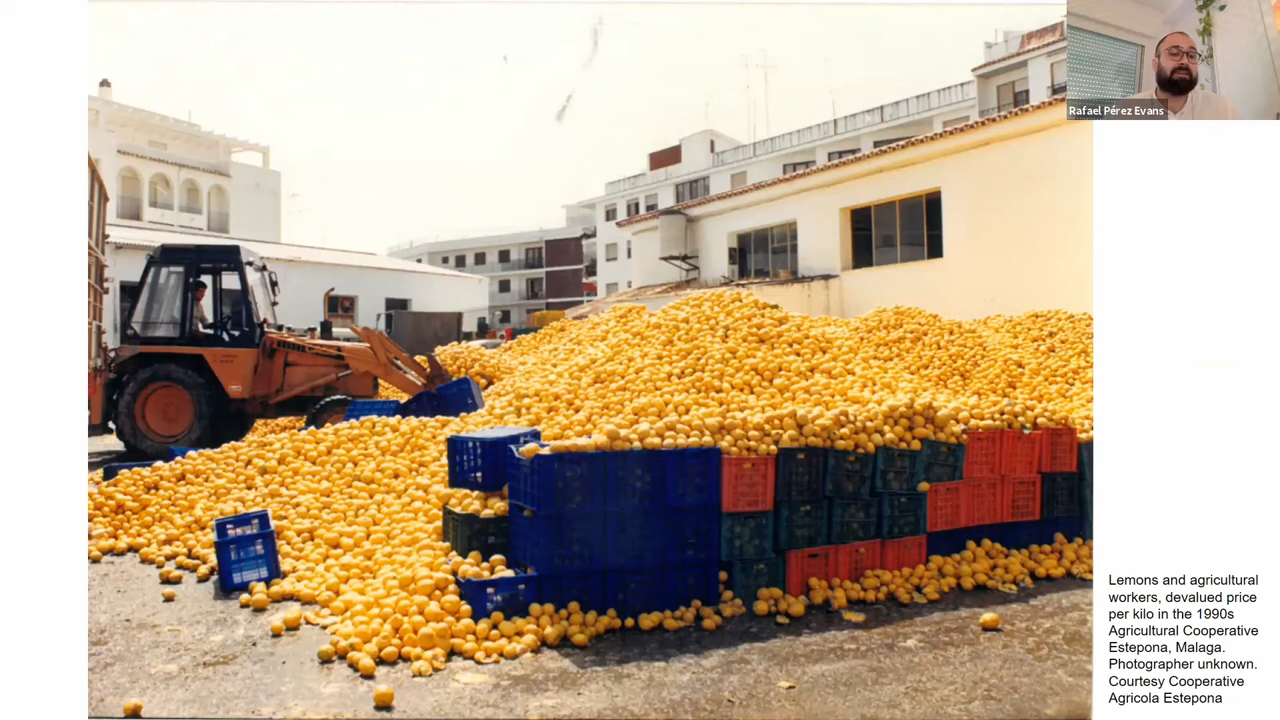 Rafael Pérez Evans
Lemons and agricultural
workers, devalued price
per kilo in the 1990s
Agricultural Cooperative
Estepona, Malaga.
Photographer unknown.
Courtesy Cooperative
Agricola Estepona